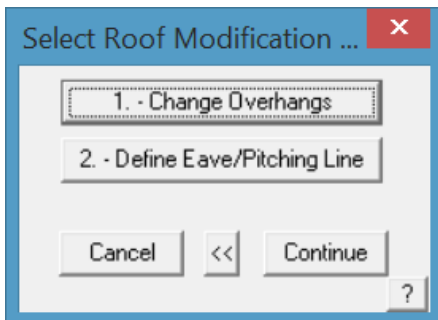 Select Roof Modification ... X
1. - Change Overhangs
2. - Define Eave/Pitching Line
Cancel << Continue
?